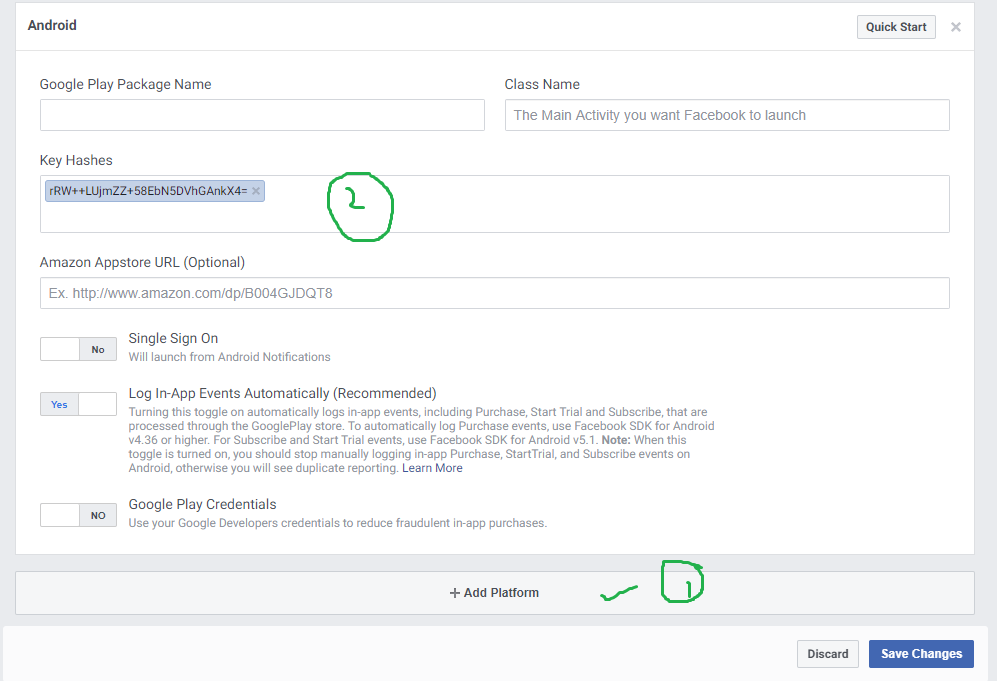 Android
Quick Start ×
Google Play Package Name
Class Name
The Main Activity you want Facebook to launch
Key Hashes
rRW++LUjmZZ+58EbN5DVhGAnkX4= ×
2
Amazon Appstore URL (Optional)
Ex. http://www.amazon.com/dp/B004GJDQT8
No
Single Sign On
Will launch from Android Notifications
Yes
Log In-App Events Automatically (Recommended)
Turning this toggle on automatically logs in-app events, including Purchase, Start Trial and Subscribe, that are
processed through the GooglePlay store. To automatically log Purchase events, use Facebook SDK for Android
v4.36 or higher. For Subscribe and Start Trial events, use Facebook SDK for Android v5.1. Note: When this
toggle is turned on, you should stop manually logging in-app Purchase, StartTrial, and Subscribe events on
Android, otherwise you will see duplicate reporting. Learn More
NO
Google Play Credentials
Use your Google Developers credentials to reduce fraudulent in-app purchases.
+ Add Platform
1
Discard
Save Changes